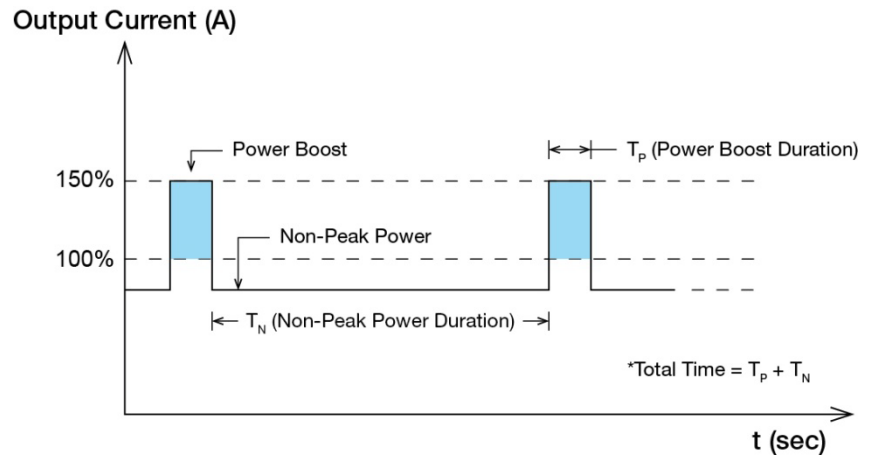 Output Current (A)
Power Boost
T_P (Power Boost Duration)
150%
Non-Peak Power
100%
T_N (Non-Peak Power Duration)
*Total Time = T_P + T_N
t (sec)